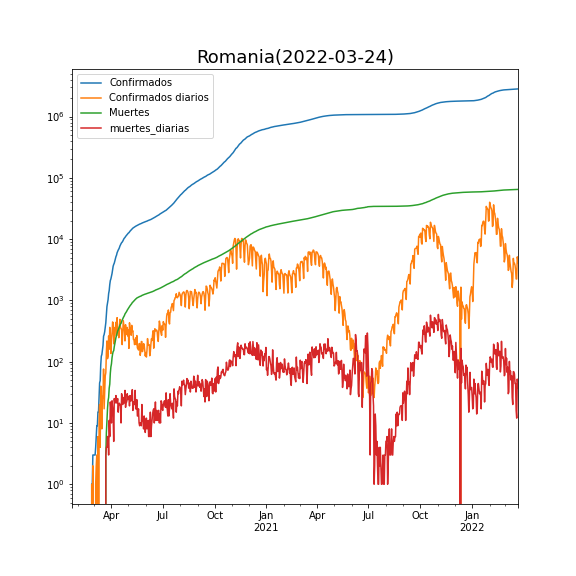 Romania(2022-03-24)
Confirmados
Confirmados diarios
Muertes
muertes_diarias
10⁶
10⁵
10⁴
10³
10²
10¹
10⁰
Apr Jul Oct Jan Apr Jul Oct Jan
2021 2022